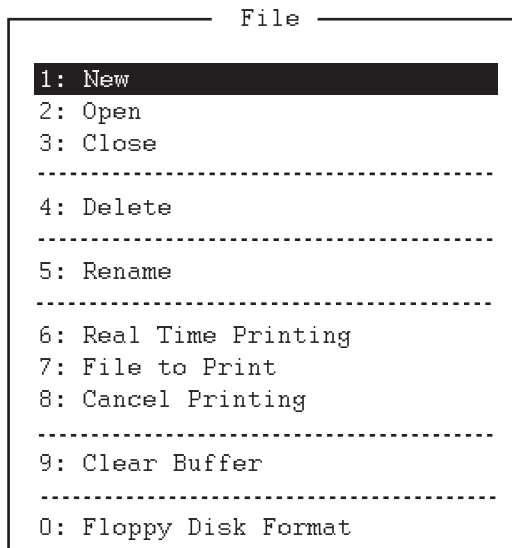 File
1: New
2: Open
3: Close
4: Delete
5: Rename
6: Real Time Printing
7: File to Print
8: Cancel Printing
9: Clear Buffer
0: Floppy Disk Format